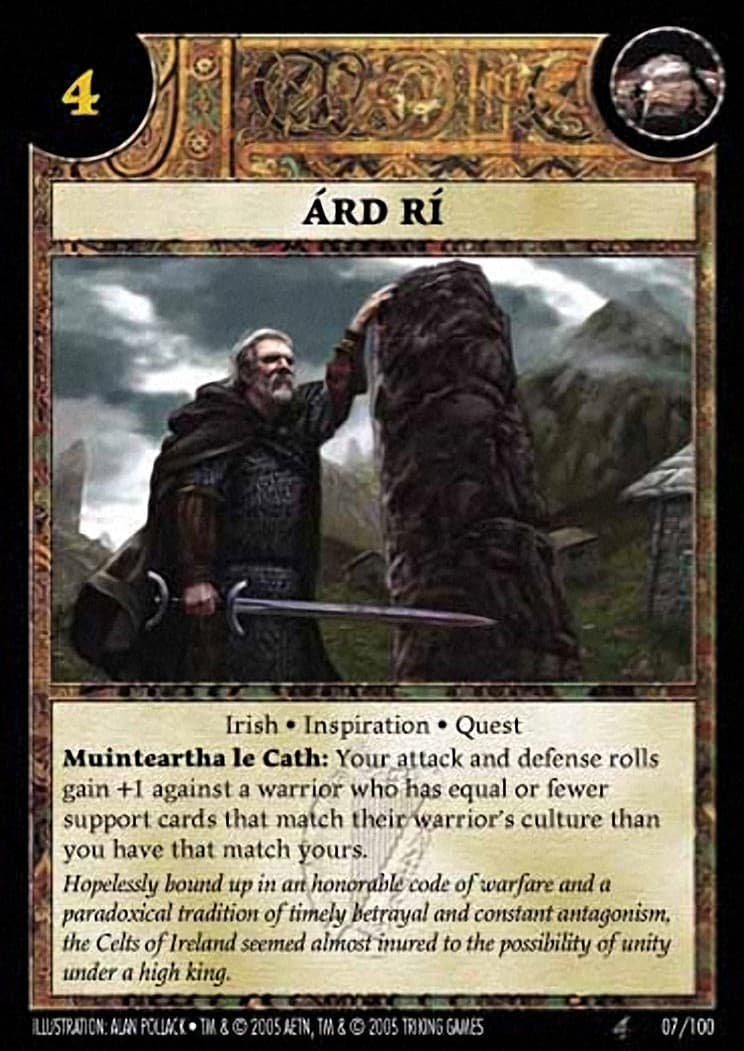 4
ÁRD RÍ
Irish • Inspiration • Quest
Muinteartha le Cath: Your attack and defense rolls
gain +1 against a warrior who has equal or fewer
support cards that match their warrior's culture than
you have that match yours.
Hopelessly bound up in an honorable code of warfare and a
paradoxical tradition of timely betrayal and constant antagonism,
the Celts of Ireland seemed almost inured to the possibility of unity
under a high king.
ILLUSTRATION: ALAN POLLACK • TM & © 2005 AETN, TM & © 2005 TRIKING GAMES 4 07/100